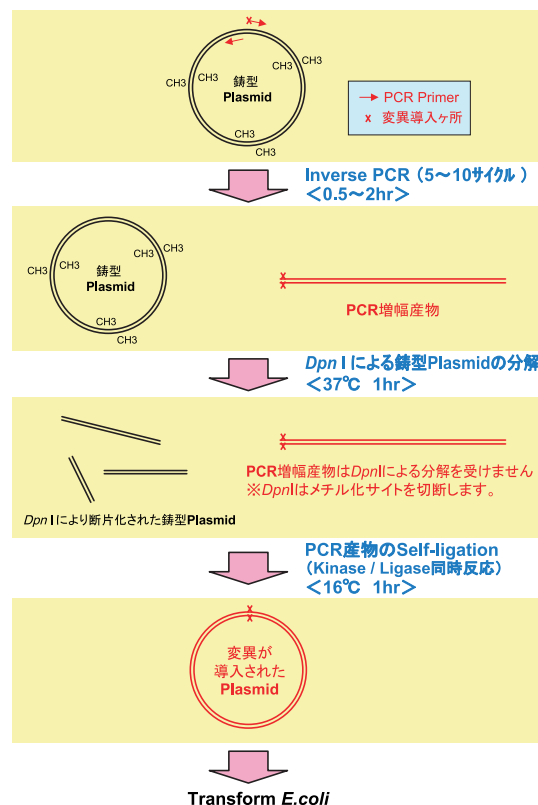 CH3
CH3
CH3
CH3
鋳型
Plasmid
CH3
CH3
→ PCR Primer
x 変異導入ヶ所
Inverse PCR（5～10サイクル ）
＜0.5～2hr＞
CH3
CH3
CH3
CH3
鋳型
Plasmid
CH3
CH3
x
x
PCR増幅産物
Dpn I による鋳型Plasmidの分解
＜37℃ 1hr＞
x
x
PCR増幅産物はDpnIによる分解を受けません
※DpnIはメチル化サイトを切断します。
Dpn I により断片化された鋳型Plasmid
PCR産物のSelf-ligation
（Kinase / Ligase同時反応）
＜16℃ 1hr＞
x
x
変異が
導入された
Plasmid
Transform E.coli